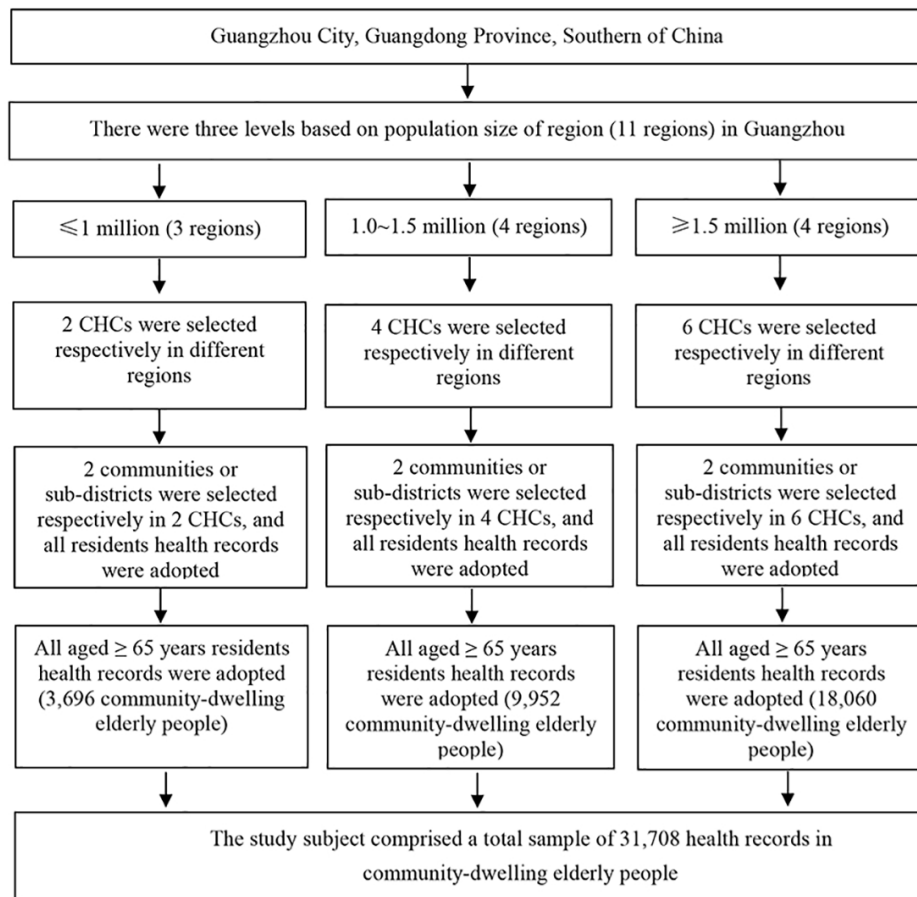 Guangzhou City, Guangdong Province, Southern of China
There were three levels based on population size of region (11 regions) in Guangzhou
≤1 million (3 regions)
1.0~1.5 million (4 regions)
≥1.5 million (4 regions)
2 CHCs were selected
respectively in different
regions
4 CHCs were selected
respectively in different
regions
6 CHCs were selected
respectively in different
regions
2 communities or
sub-districts were selected
respectively in 2 CHCs, and
all residents health records
were adopted
2 communities or
sub-districts were selected
respectively in 4 CHCs, and
all residents health records
were adopted
2 communities or
sub-districts were selected
respectively in 6 CHCs, and
all residents health records
were adopted
All aged ≥ 65 years residents
health records were adopted
(3,696 community-dwelling
elderly people)
All aged ≥ 65 years
residents health records
were adopted (9,952
community-dwelling elderly
people)
All aged ≥ 65 years
residents health records
were adopted (18,060
community-dwelling elderly
people)
The study subject comprised a total sample of 31,708 health records in
community-dwelling elderly people